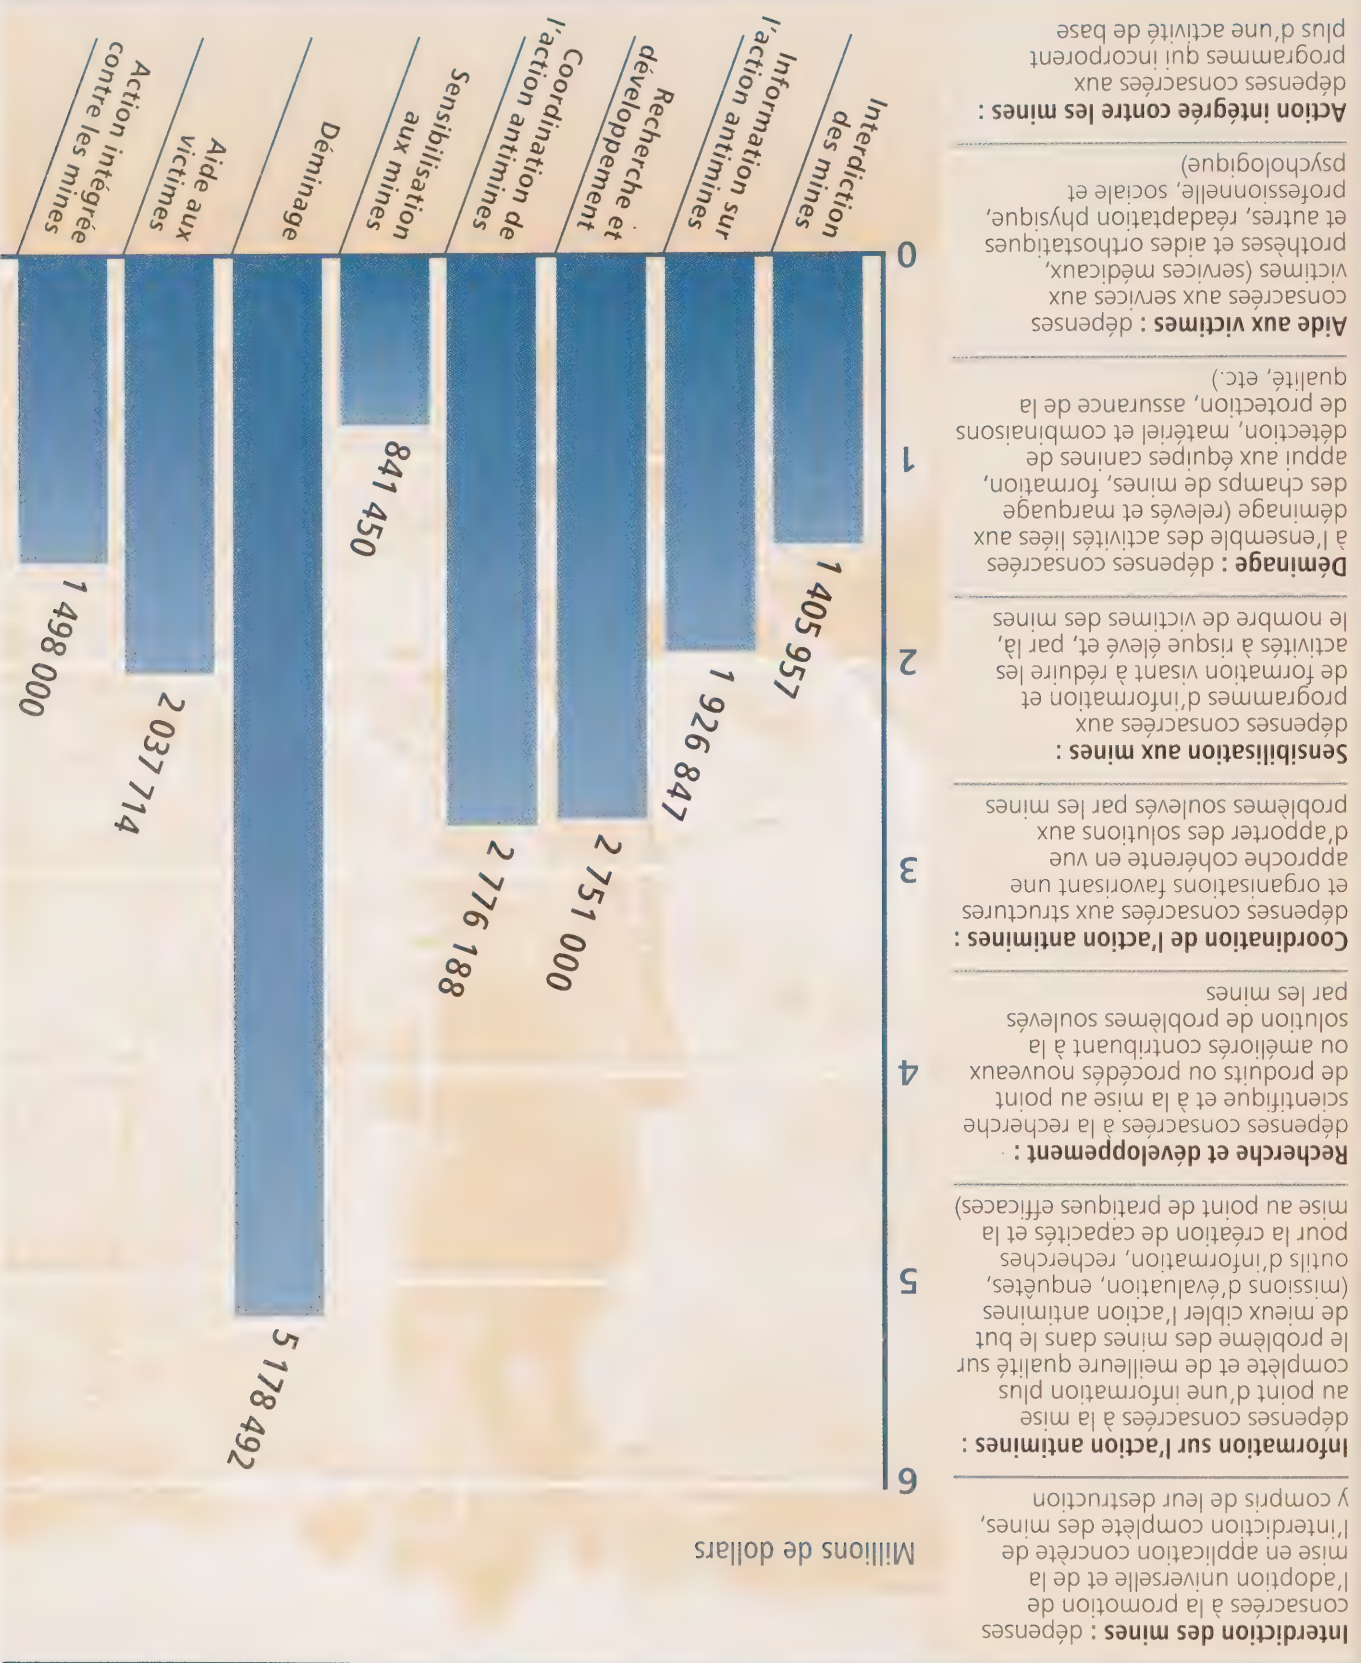 Interdiction des mines : dépenses
consacrées à la promotion de
l'adoption universelle et de la
mise en application concrète de
l'interdiction complète des mines,
y compris de leur destruction
Information sur l'action antimines :
dépenses consacrées à la mise
au point d'une information plus
complète et de meilleure qualité sur
le problème des mines dans le but
de mieux cibler l'action antimines
(missions d'évaluation, enquêtes,
outils d'information, recherches
pour la création de capacités et la
mise au point de pratiques efficaces)
Recherche et développement :
dépenses consacrées à la recherche
scientifique et à la mise au point
de produits ou procédés nouveaux
ou améliorés contribuant à la
solution de problèmes soulevés
par les mines
Coordination de l'action antimines :
dépenses consacrées aux structures
et organisations favorisant une
approche cohérente en vue
d'apporter des solutions aux
problèmes soulevés par les mines
Sensibilisation aux mines :
dépenses consacrées aux
programmes d'information et
de formation visant à réduire les
activités à risque élevé et, par là,
le nombre de victimes des mines
Déminage : dépenses consacrées
à l'ensemble des activités liées aux
déminage (relevés et marquage
des champs de mines, formation,
appui aux équipes canines de
détection, matériel et combinaisons
de protection, assurance de la
qualité, etc.)
Aide aux victimes : dépenses
consacrées aux services aux
victimes (services médicaux,
prothèses et aides orthostatiques
et autres, réadaptation physique,
professionnelle, sociale et
psychologique)
Action intégrée contre les mines :
dépenses consacrées aux
programmes qui incorporent
plus d'une activité de base
Millions de dollars
6
5
4
3
2
1
0
1 405 957
1 926 847
2 751 000
2 776 188
841 450
5 178 492
2 037 714
1 498 000
Interdiction
des mines
Information sur
l'action antimines
Recherche et
développement
Coordination de
l'action antimines
Sensibilisation
aux mines
Déminage
Aide aux
victimes
Action intégrée
contre les mines